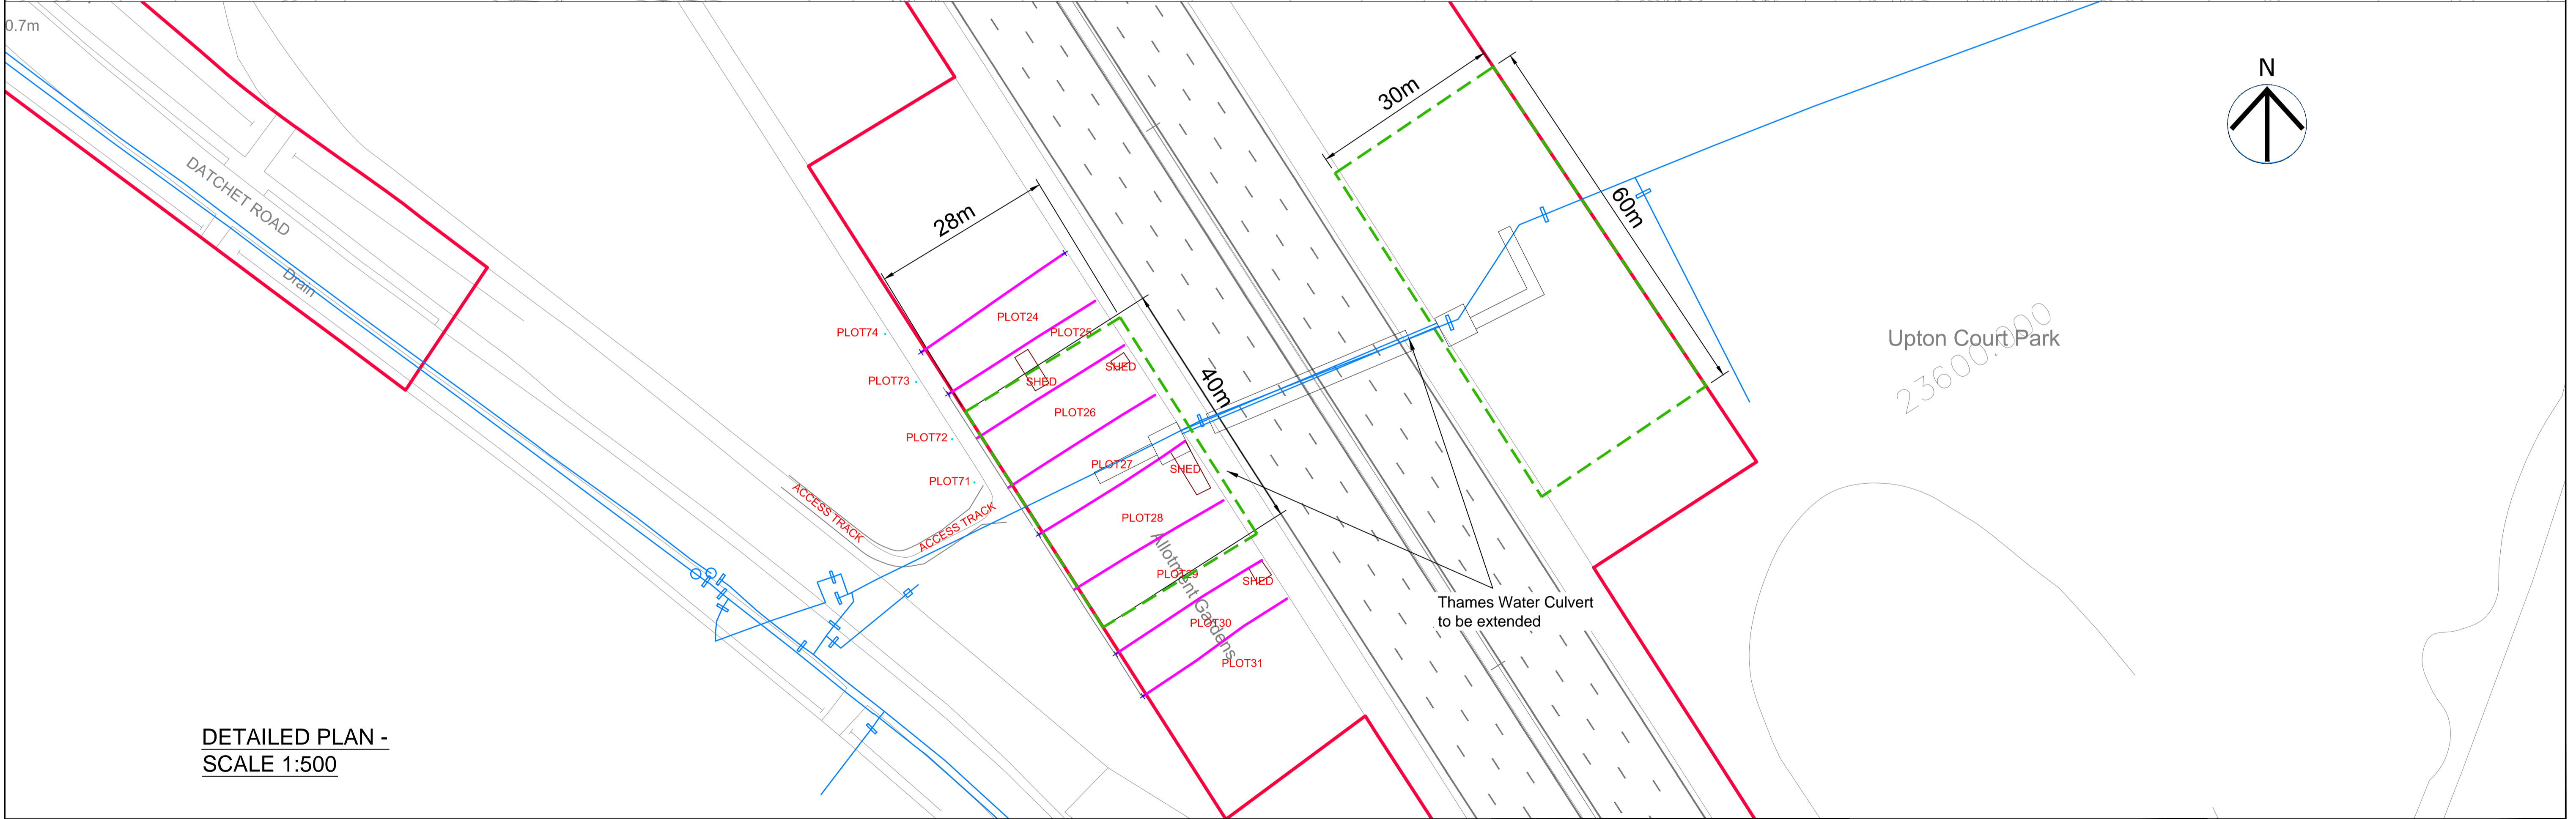 0.7m
N
30m
DATCHET ROAD
60m
28m
Drain
PLOT24
PLOT74
PLOT25
Upton Court Park
SHED
PLOT73
SHED
40m
23600.000
PLOT26
PLOT72
PLOT27
SHED
PLOT71
ACCESS TRACK
ACCESS TRACK
PLOT28
Allotment Gardens
PLOT29
SHED
Thames Water Culvert
to be extended
PLOT30
PLOT31
DETAILED PLAN -
SCALE 1:500